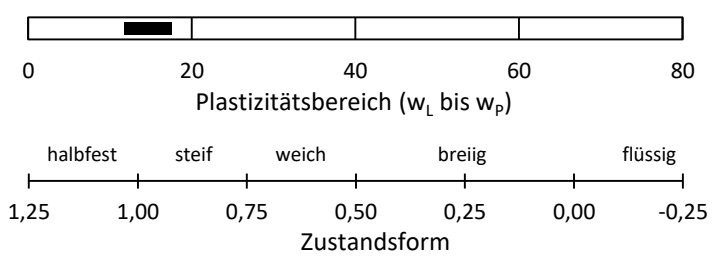 0 20 40 60 80
Plastizitätsbereich (wL bis wP)
halbfest steif weich breiig flüssig
1,25 1,00 0,75 0,50 0,25 0,00 -0,25
Zustandsform